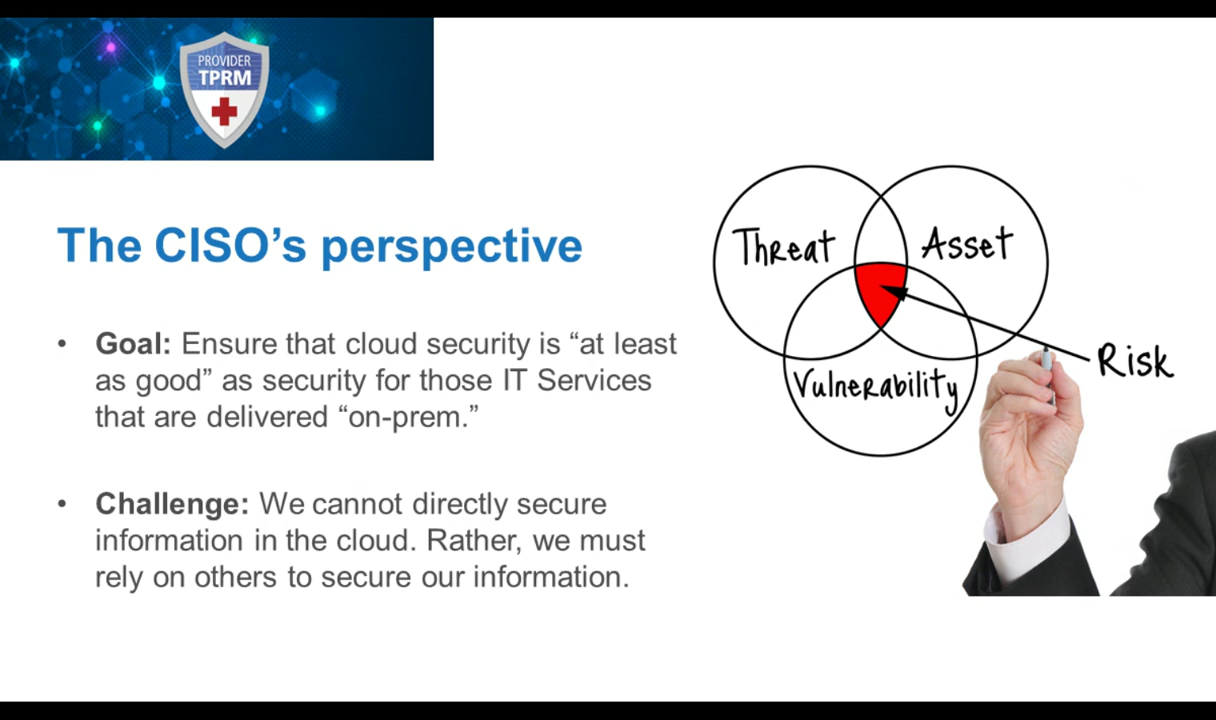 PROVIDER
TPRM
The CISO’s perspective
• Goal: Ensure that cloud security is “at least
as good” as security for those IT Services
that are delivered “on-prem.”
• Challenge: We cannot directly secure
information in the cloud. Rather, we must
rely on others to secure our information.
Threat
Asset
Vulnerability
Risk